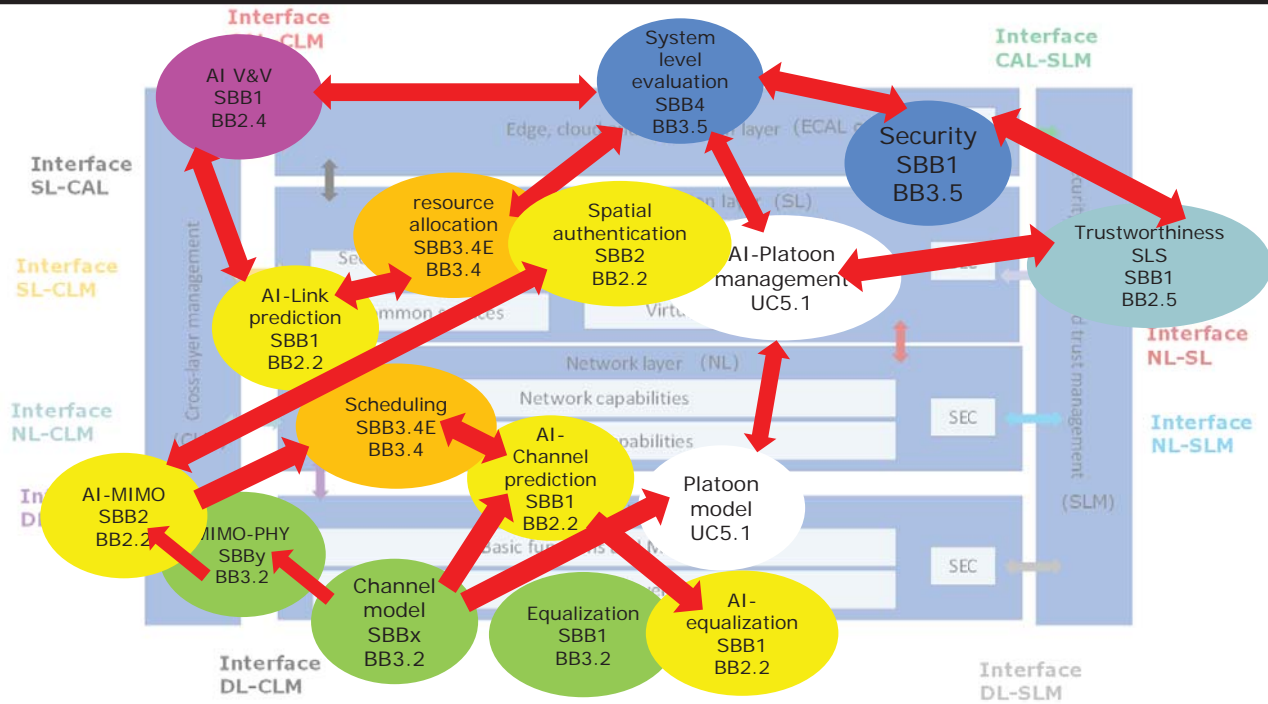 Interface
CLM
System
level
evaluation
SBB4
BB3.5
Interface
CAL-SLM
AI V&V
SBB1
BB2.4
Edge, cloud
layer (ECAL
Security
SBB1
BB3.5
Interface
SL-CAL
resource
allocation
SBB3.4E
BB3.4
Spatial
authentication
SBB2
BB2.2
layer (SL)
AI-Platoon
management
UC5.1
Trustworthiness
SLS
SBB1
BB2.5
Interface
SL-CLM
AI-Link
prediction
SBB1
BB2.2
Cross-layer management
trust management
(SLM)
Interface
NL-SL
Network layer (NL)
Network capabilities
SEC
Interface
NL-CLM
Interface
NL-SLM
Scheduling
SBB3.4E
BB3.4
AI-
Channel
prediction
SBB1
BB2.2
Platoon
model
UC5.1
AI-MIMO
SBB2
BB2.2
MIMO-PHY
SBBy
BB3.2
Channel
model
SBBx
BB3.2
Equalization
SBB1
BB3.2
AI-
equalization
SBB1
BB2.2
SEC
Interface
DL-CLM
Interface
DL-SLM